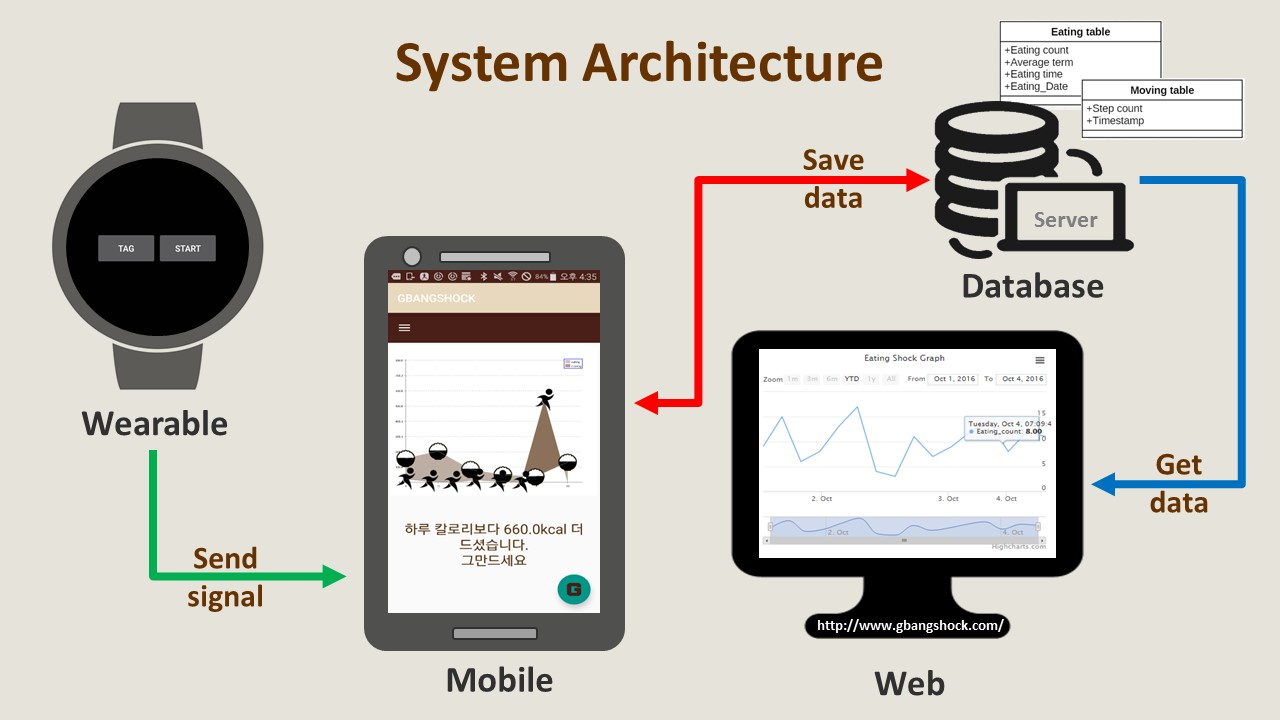 System Architecture
Eating table
+Eating count
+Average term
+Eating time
+Eating_Date
Moving table
+Step count
+Timestamp
TAG
START
Wearable
Send
signal
84%
오후 4:35
GBANGSHOCK
하루 칼로리보다 660.0kcal 더
드셨습니다.
그만드세요
G
Mobile
Save
data
Server
Database
Get
data
Eating Shock Graph
Zoom 1m 3m 6m YTD 1y All From Oct 1, 2016 To Oct 4, 2016
Tuesday, Oct 4, 07:09:4
Eating_count: 8.00
15
10
5
0
2. Oct
3. Oct
4. Oct
2. Oct
4. Oct
Highcharts.com
http://www.gbangshock.com/
Web